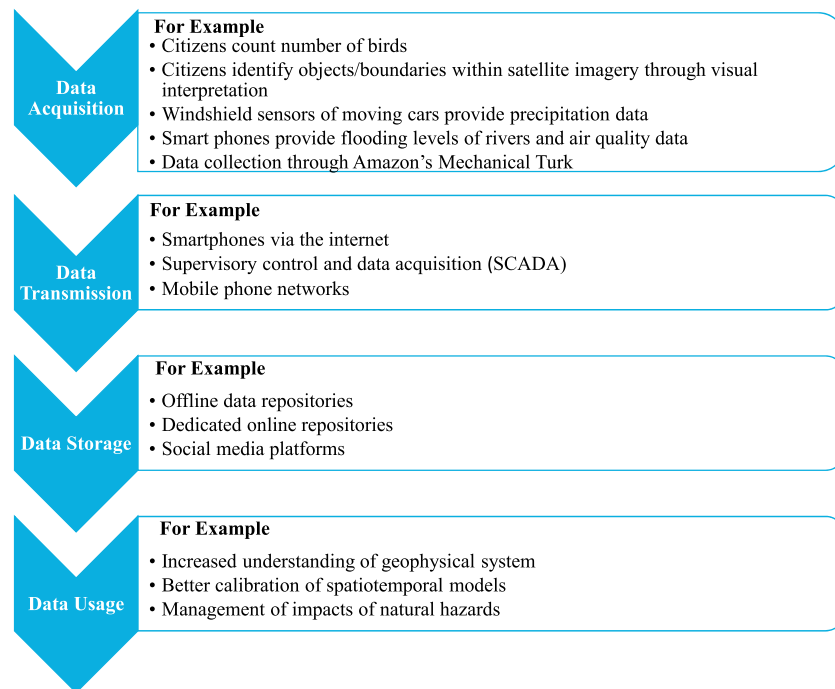 For Example
• Citizens count number of birds
• Citizens identify objects/boundaries within satellite imagery through visual
interpretation
• Windshield sensors of moving cars provide precipitation data
• Smart phones provide flooding levels of rivers and air quality data
• Data collection through Amazon’s Mechanical Turk
Data
Acquisition
For Example
• Smartphones via the internet
• Supervisory control and data acquisition (SCADA)
• Mobile phone networks
Data
Transmission
For Example
• Offline data repositories
• Dedicated online repositories
• Social media platforms
Data Storage
For Example
• Increased understanding of geophysical system
• Better calibration of spatiotemporal models
• Management of impacts of natural hazards
Data Usage